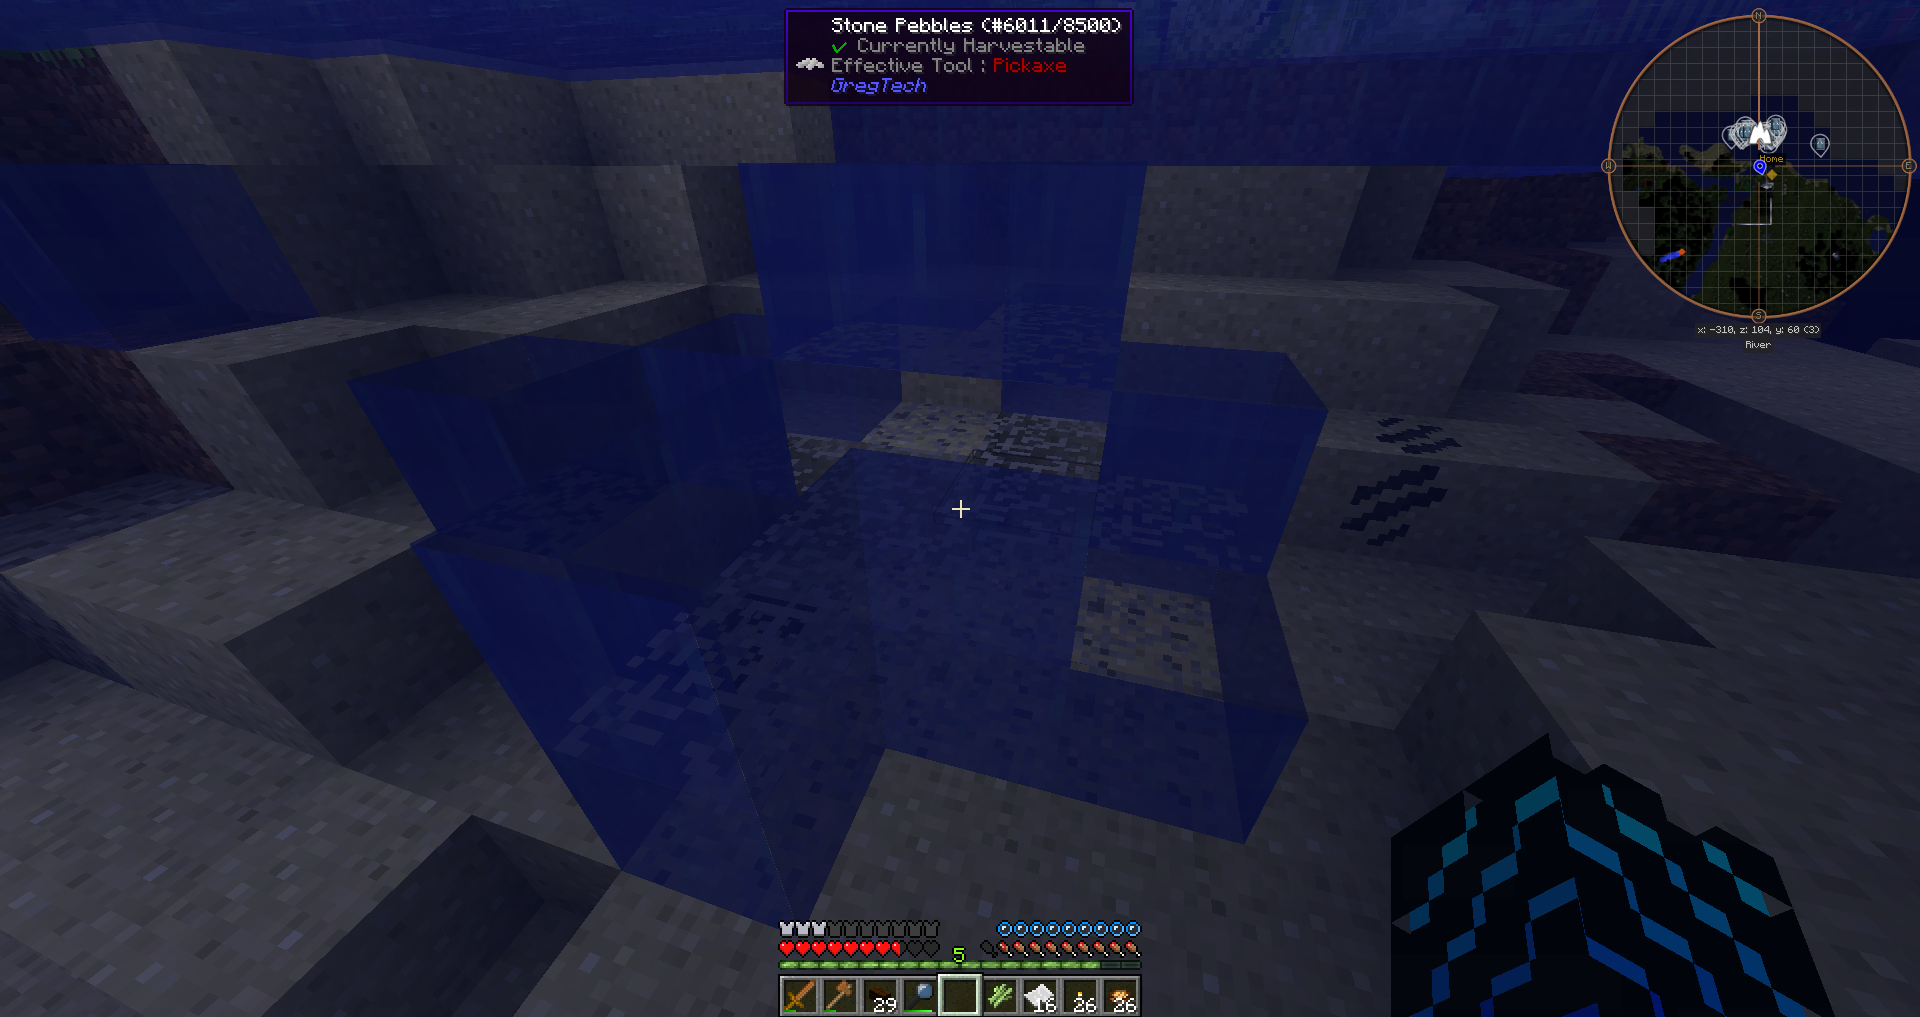 Stone Pebbles (#6011/8500)
✓ Currently Harvestable
Effective Tool : Pickaxe
GregTech
N
W
E
Home
S
x: -310, z: 104, y: 60 (3)
River
5
29
16
26
26